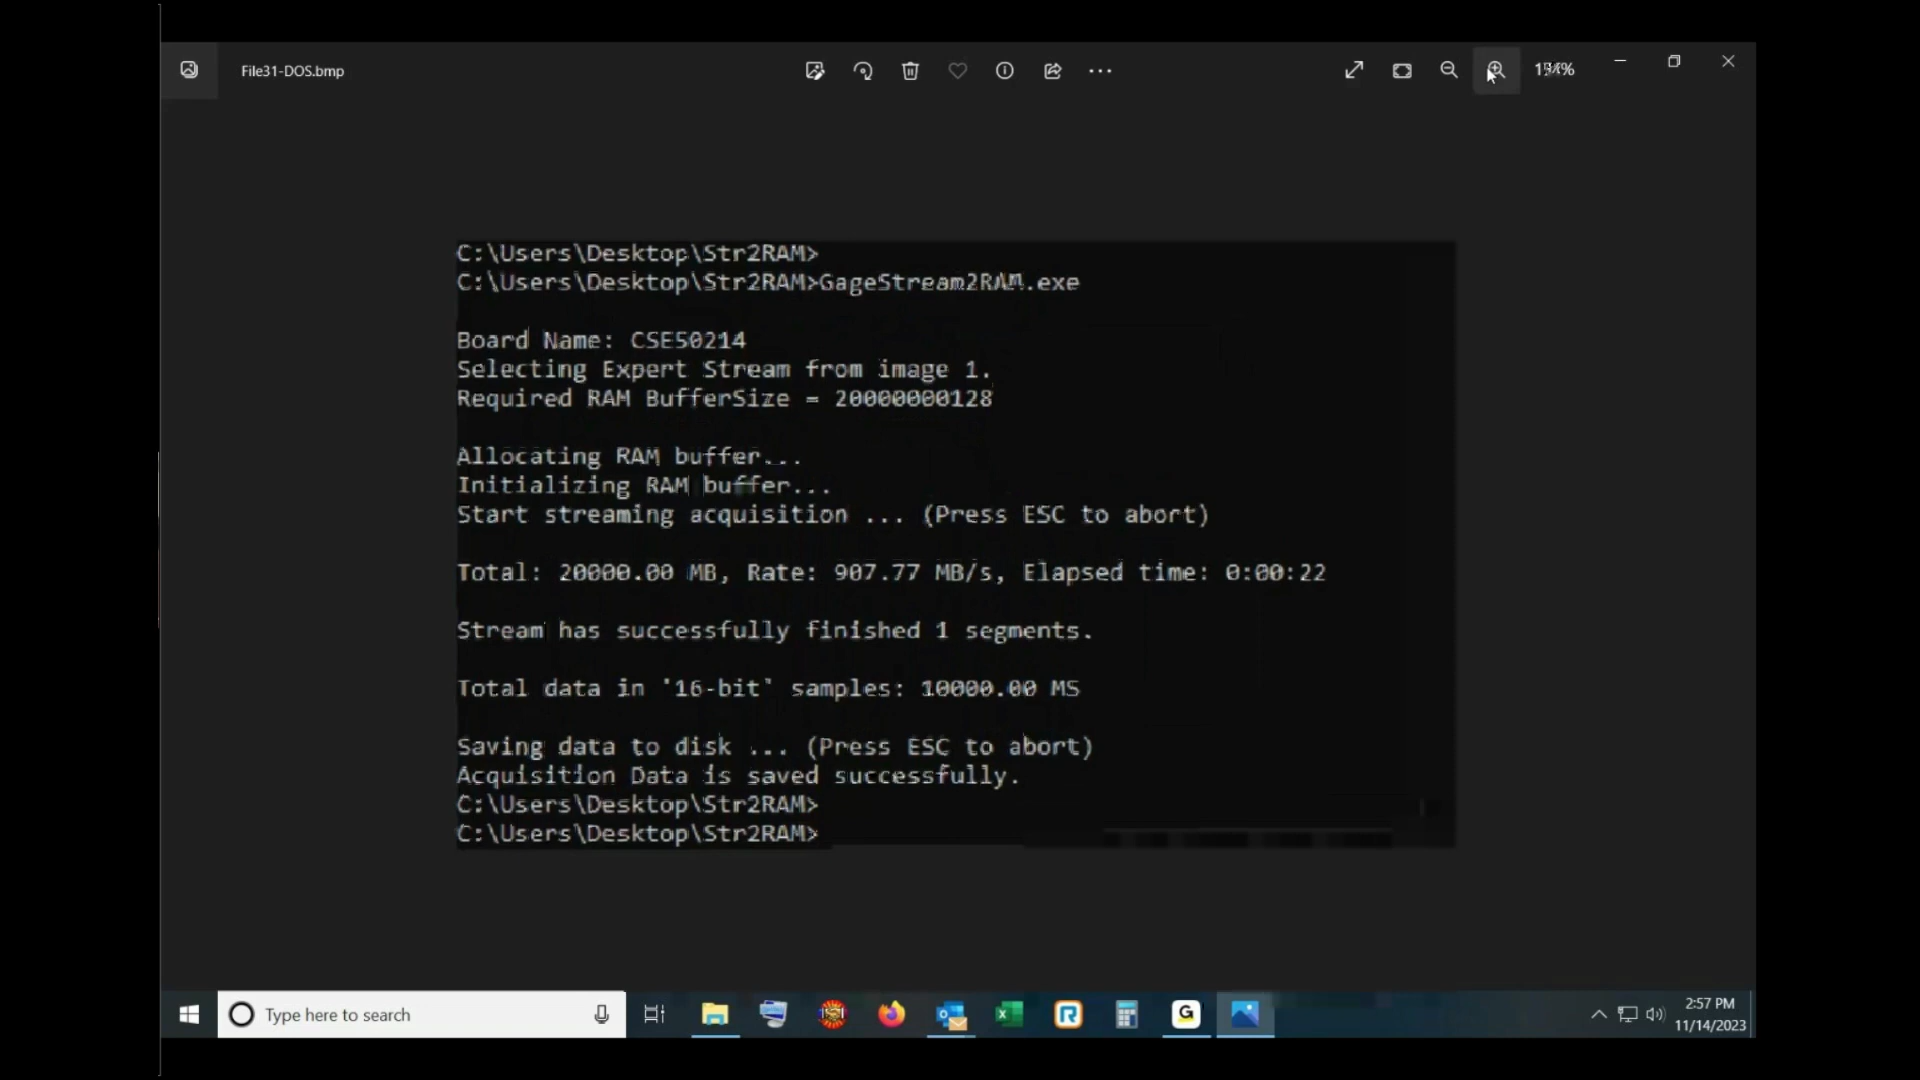 File31-DOS.bmp
C:\Users\Desktop\Str2RAM>
C:\Users\Desktop\Str2RAM>GageStream2RAM.exe
Board Name: CSE50214
Selecting Expert Stream from image 1.
Required RAM BufferSize = 20000000128
Allocating RAM buffer...
Initializing RAM buffer...
Start streaming acquisition ... (Press ESC to abort)
Total: 20000.00 MB, Rate: 907.77 MB/s, Elapsed time: 0:00:22
Stream has successfully finished 1 segments.
Total data in '16-bit' samples: 10000.00 MS
Saving data to disk ... (Press ESC to abort)
Acquisition Data is saved successfully.
C:\Users\Desktop\Str2RAM>
C:\Users\Desktop\Str2RAM>
Type here to search
2:57 PM
11/14/2023